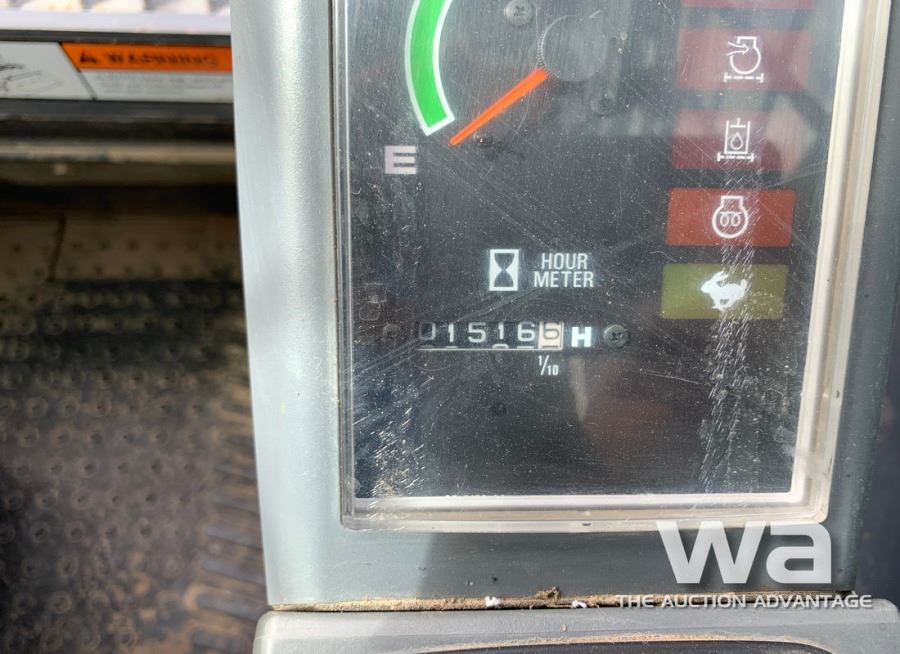 WARNING
E
HOUR
METER
015166 H
1/10
wa
THE AUCTION ADVANTAGE